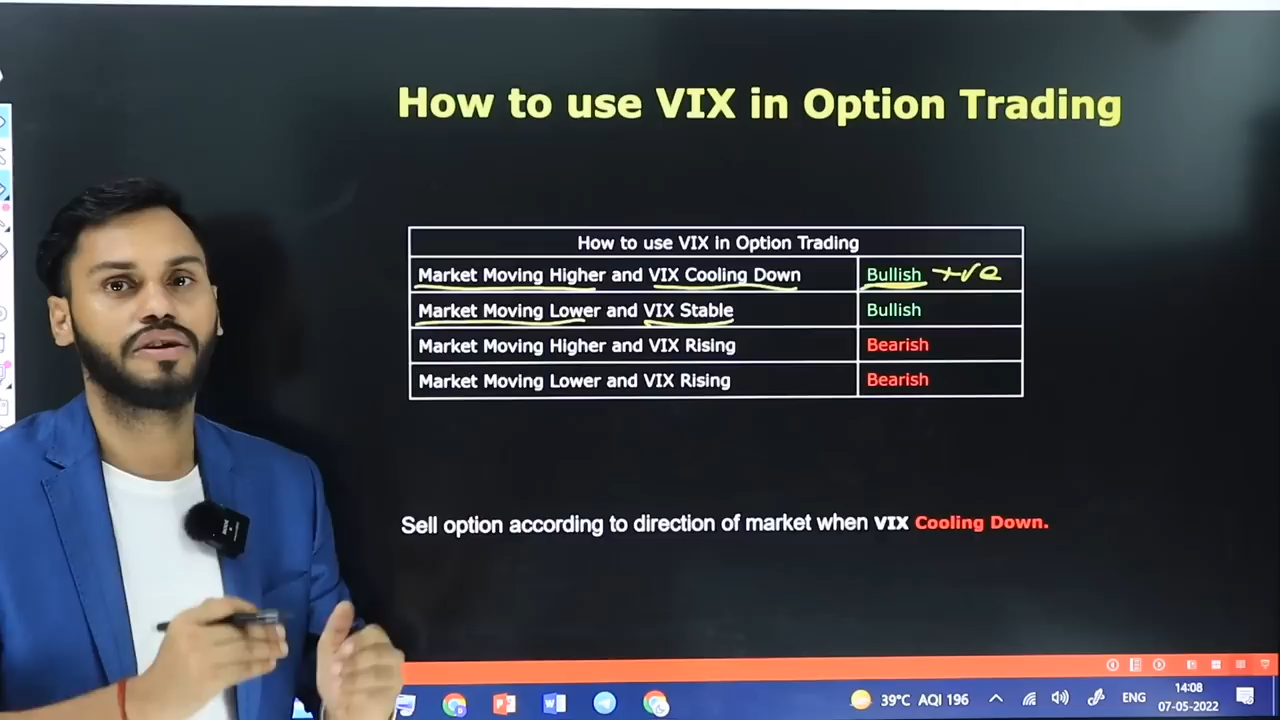 How to use VIX in Option Trading
How to use VIX in Option Trading
Market Moving Higher and VIX Cooling Down Bullish +ve
Market Moving Lower and VIX Stable Bullish
Market Moving Higher and VIX Rising Bearish
Market Moving Lower and VIX Rising Bearish
Sell option according to direction of market when VIX Cooling Down.
39°C AQI 196 ENG 14:08
07-05-2022